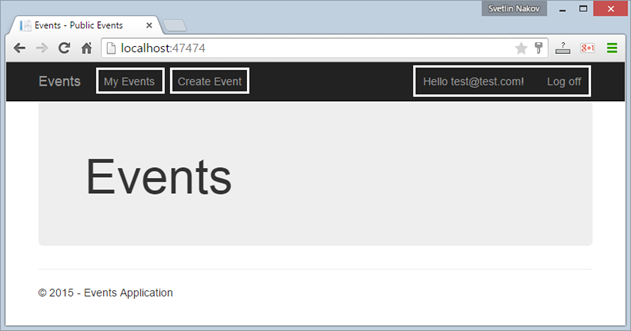 Svetlin Nakov
Events - Public Events
localhost:47474
g+1
Events My Events Create Event Hello test@test.com! Log off
Events
© 2015 - Events Application